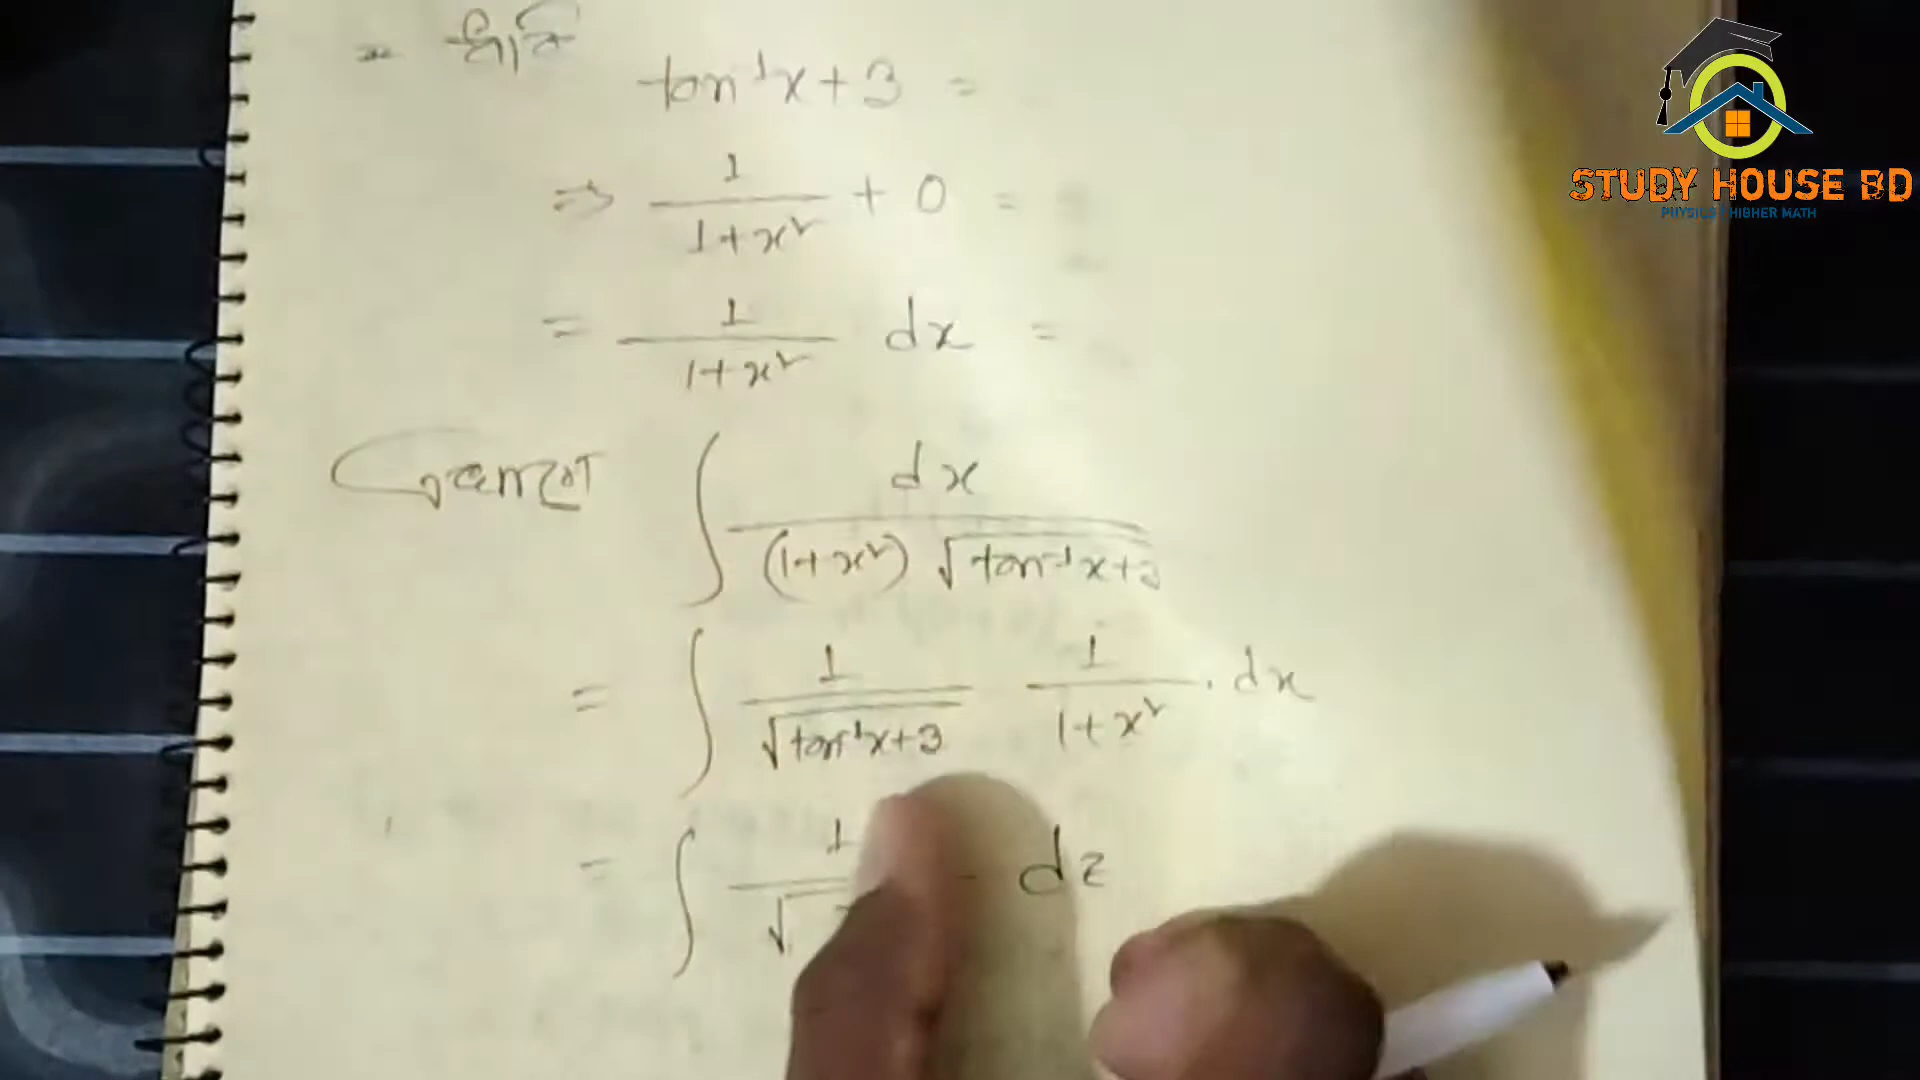 = ধরি
tan⁻¹x + 3 =
⇒ 1/(1+x²) + 0 =
= 1/(1+x²) dx =
∫ dx/((1+x²) √(tan⁻¹x+3))
= ∫ 1/√(tan⁻¹x+3) 1/(1+x²) . dx
= ∫ 1/√ dz
STUDY HOUSE BD
PHYSICS | HIGHER MATH